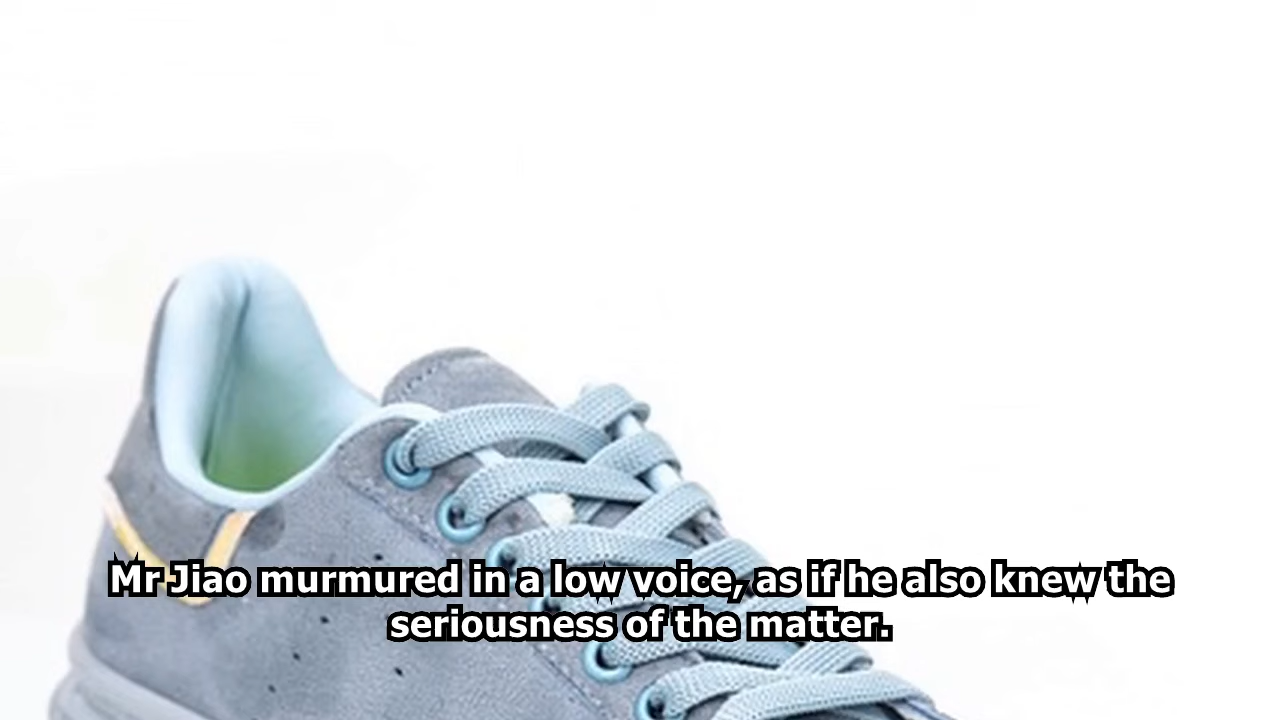 Mr Jiao murmured in a low voice, as if he also knew the
seriousness of the matter.